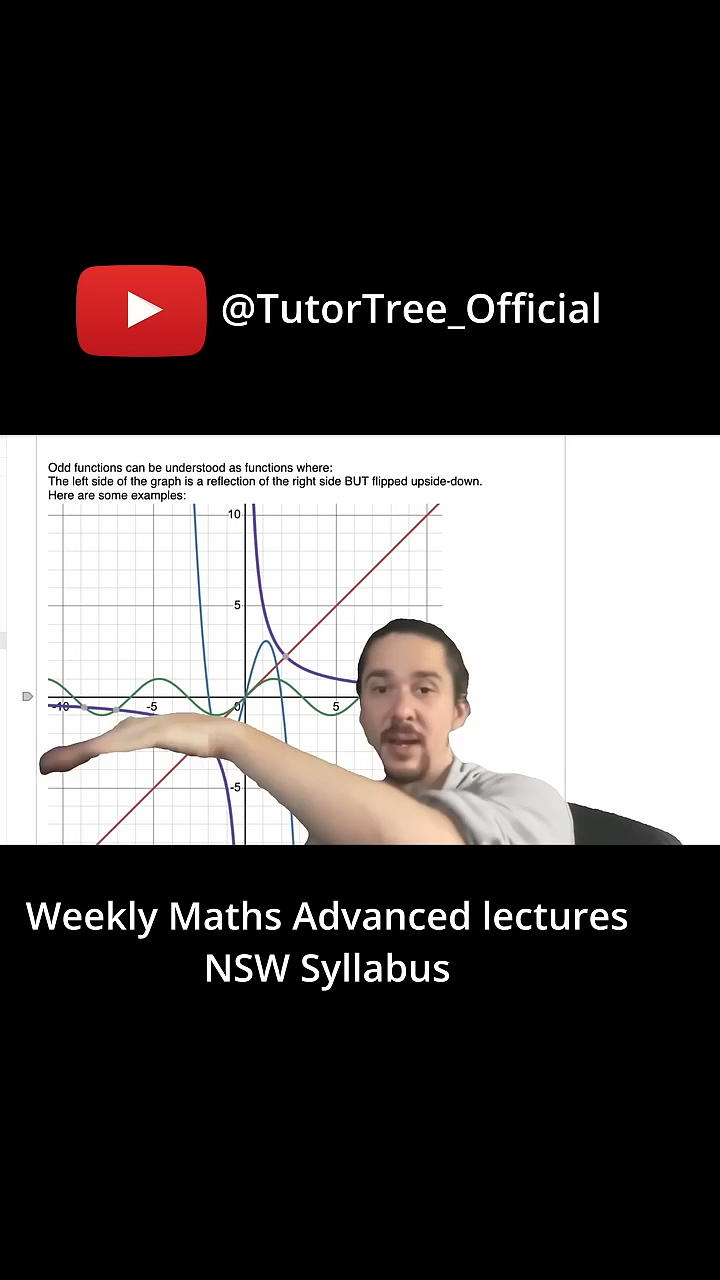 @TutorTree_Official
Odd functions can be understood as functions where:
The left side of the graph is a reflection of the right side BUT flipped upside-down.
Here are some examples:
10
5
-10
-5
0
5
-5
Weekly Maths Advanced lectures
NSW Syllabus